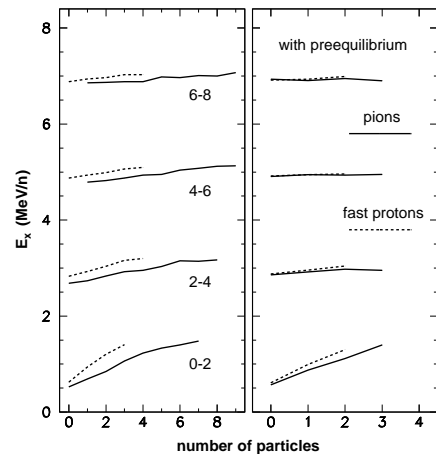 8
6
4
2
0
E_x (MeV/n)
6-8
4-6
2-4
0-2
with preequilibrium
pions
fast protons
0 2 4 6 8 0 1 2 3 4
number of particles